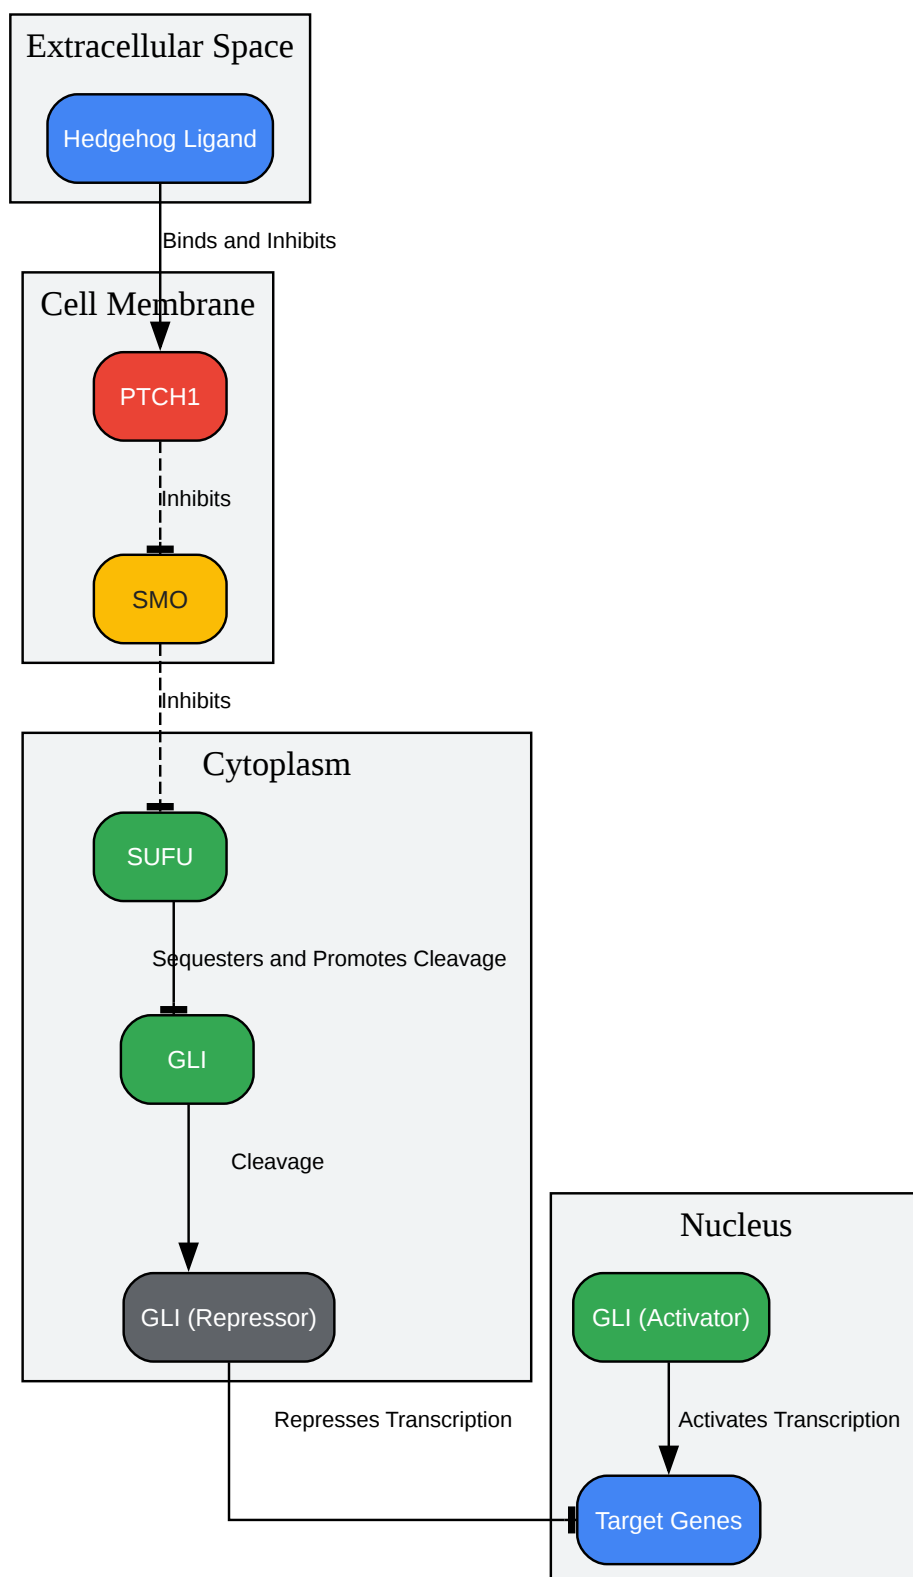 Extracellular Space
Hedgehog Ligand
Binds and Inhibits
Cell Membrane
PTCH1
Inhibits
SMO
Inhibits
Cytoplasm
SUFU
Sequesters and Promotes Cleavage
GLI
Cleavage
Nucleus
GLI (Repressor)
GLI (Activator)
Represses Transcription
Activates Transcription
Target Genes